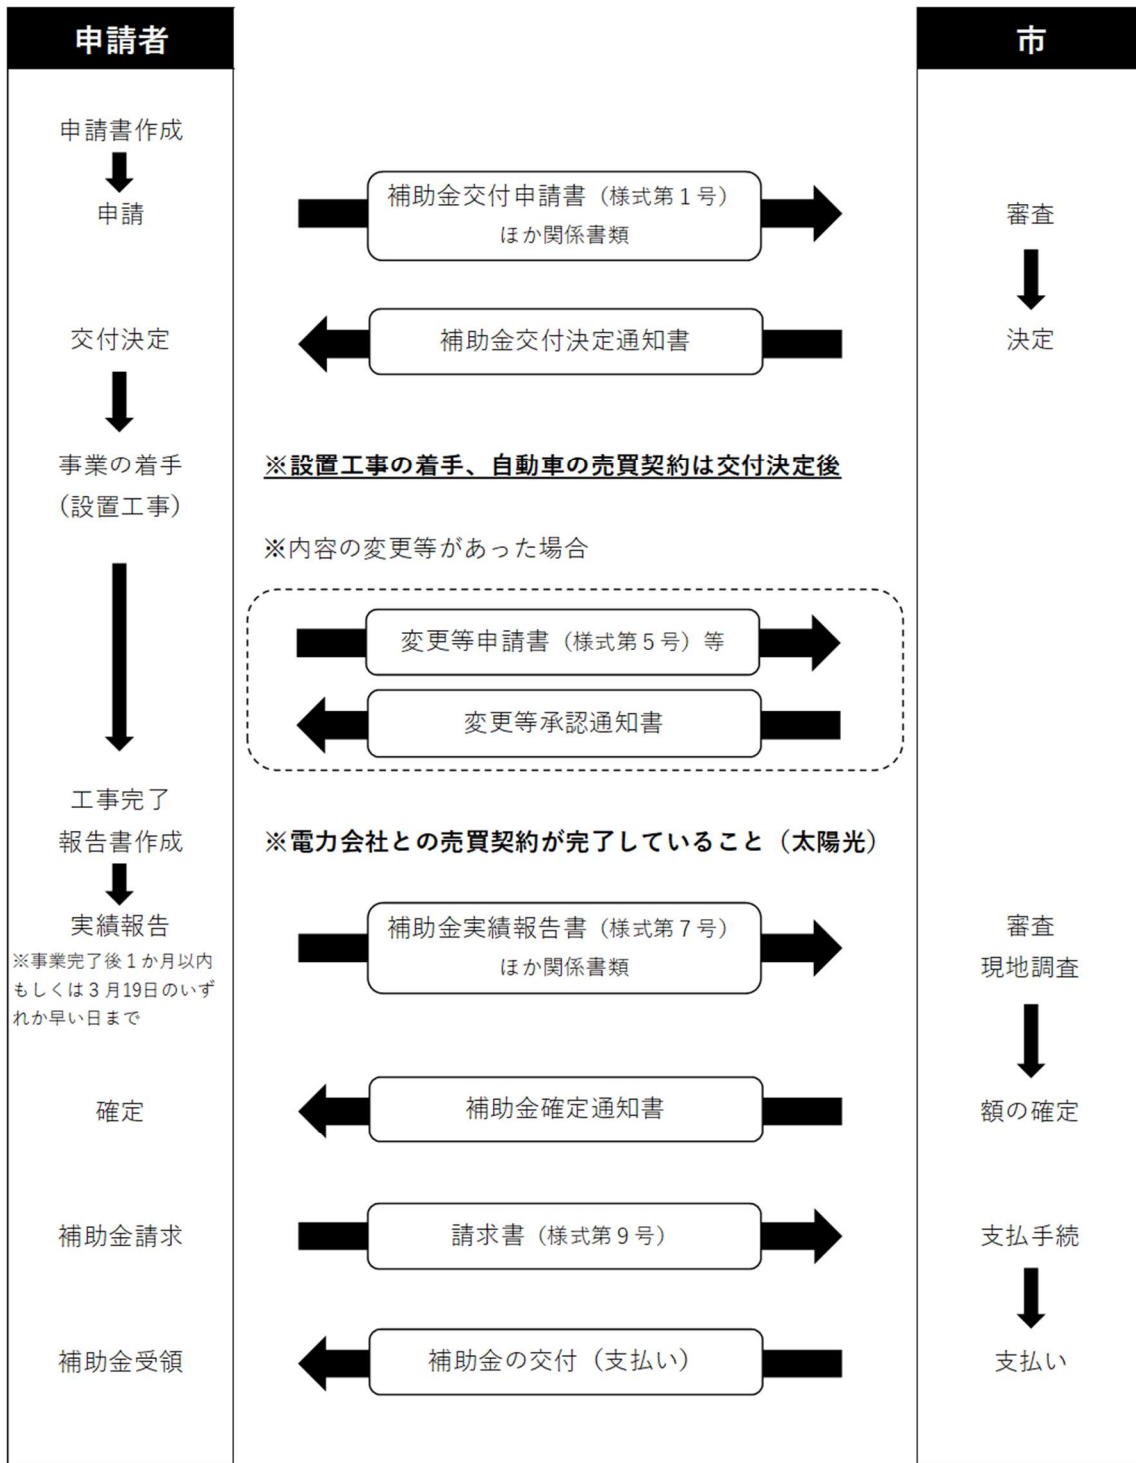 申請者
市
申請書作成
申請
補助金交付申請書（様式第１号）
ほか関係書類
審査
交付決定
補助金交付決定通知書
決定
事業の着手
（設置工事）
※設置工事の着手、自動車の売買契約は交付決定後
※内容の変更等があった場合
変更等申請書（様式第５号）等
変更等承認通知書
工事完了
報告書作成
※電力会社との売買契約が完了していること（太陽光）
実績報告
※事業完了後１か月以内
もしくは３月19日のいず
れか早い日まで
補助金実績報告書（様式第７号）
ほか関係書類
審査
現地調査
確定
補助金確定通知書
額の確定
補助金請求
請求書（様式第９号）
支払手続
補助金受領
補助金の交付（支払い）
支払い